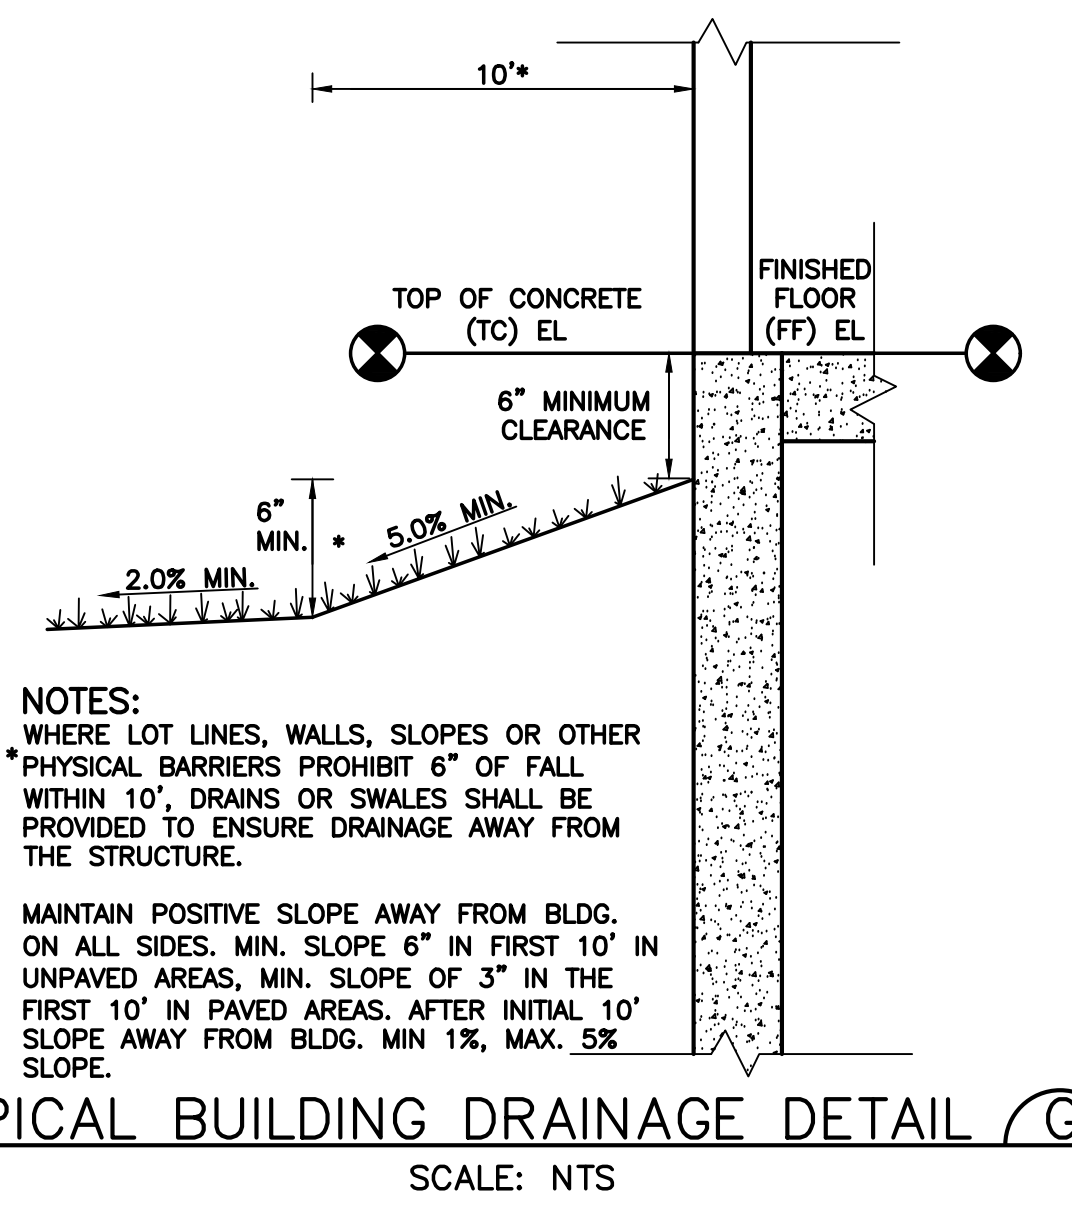 10'*
FINISHED
FLOOR
(FF) EL
TOP OF CONCRETE
(TC) EL
6" MINIMUM
CLEARANCE
6"
MIN. *
5.0% MIN.
2.0% MIN.
NOTES:
WHERE LOT LINES, WALLS, SLOPES OR OTHER
*PHYSICAL BARRIERS PROHIBIT 6" OF FALL
WITHIN 10', DRAINS OR SWALES SHALL BE
PROVIDED TO ENSURE DRAINAGE AWAY FROM
THE STRUCTURE.
MAINTAIN POSITIVE SLOPE AWAY FROM BLDG.
ON ALL SIDES. MIN. SLOPE 6" IN FIRST 10' IN
UNPAVED AREAS, MIN. SLOPE OF 3" IN THE
FIRST 10' IN PAVED AREAS. AFTER INITIAL 10'
SLOPE AWAY FROM BLDG. MIN 1%, MAX. 5%
SLOPE.
PICAL BUILDING DRAINAGE DETAIL
SCALE: NTS